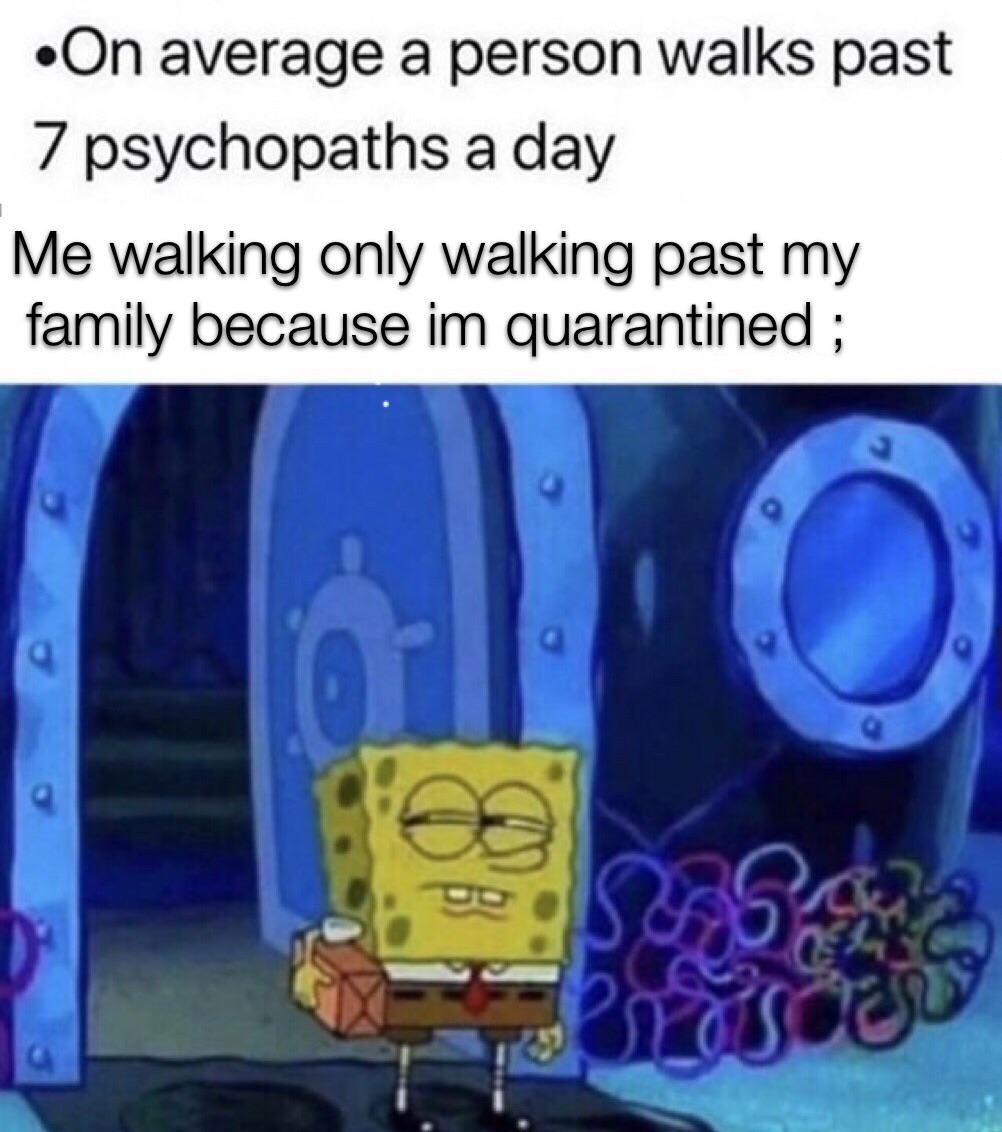 •On average a person walks past
7 psychopaths a day
Me walking only walking past my
family because im quarantined ;